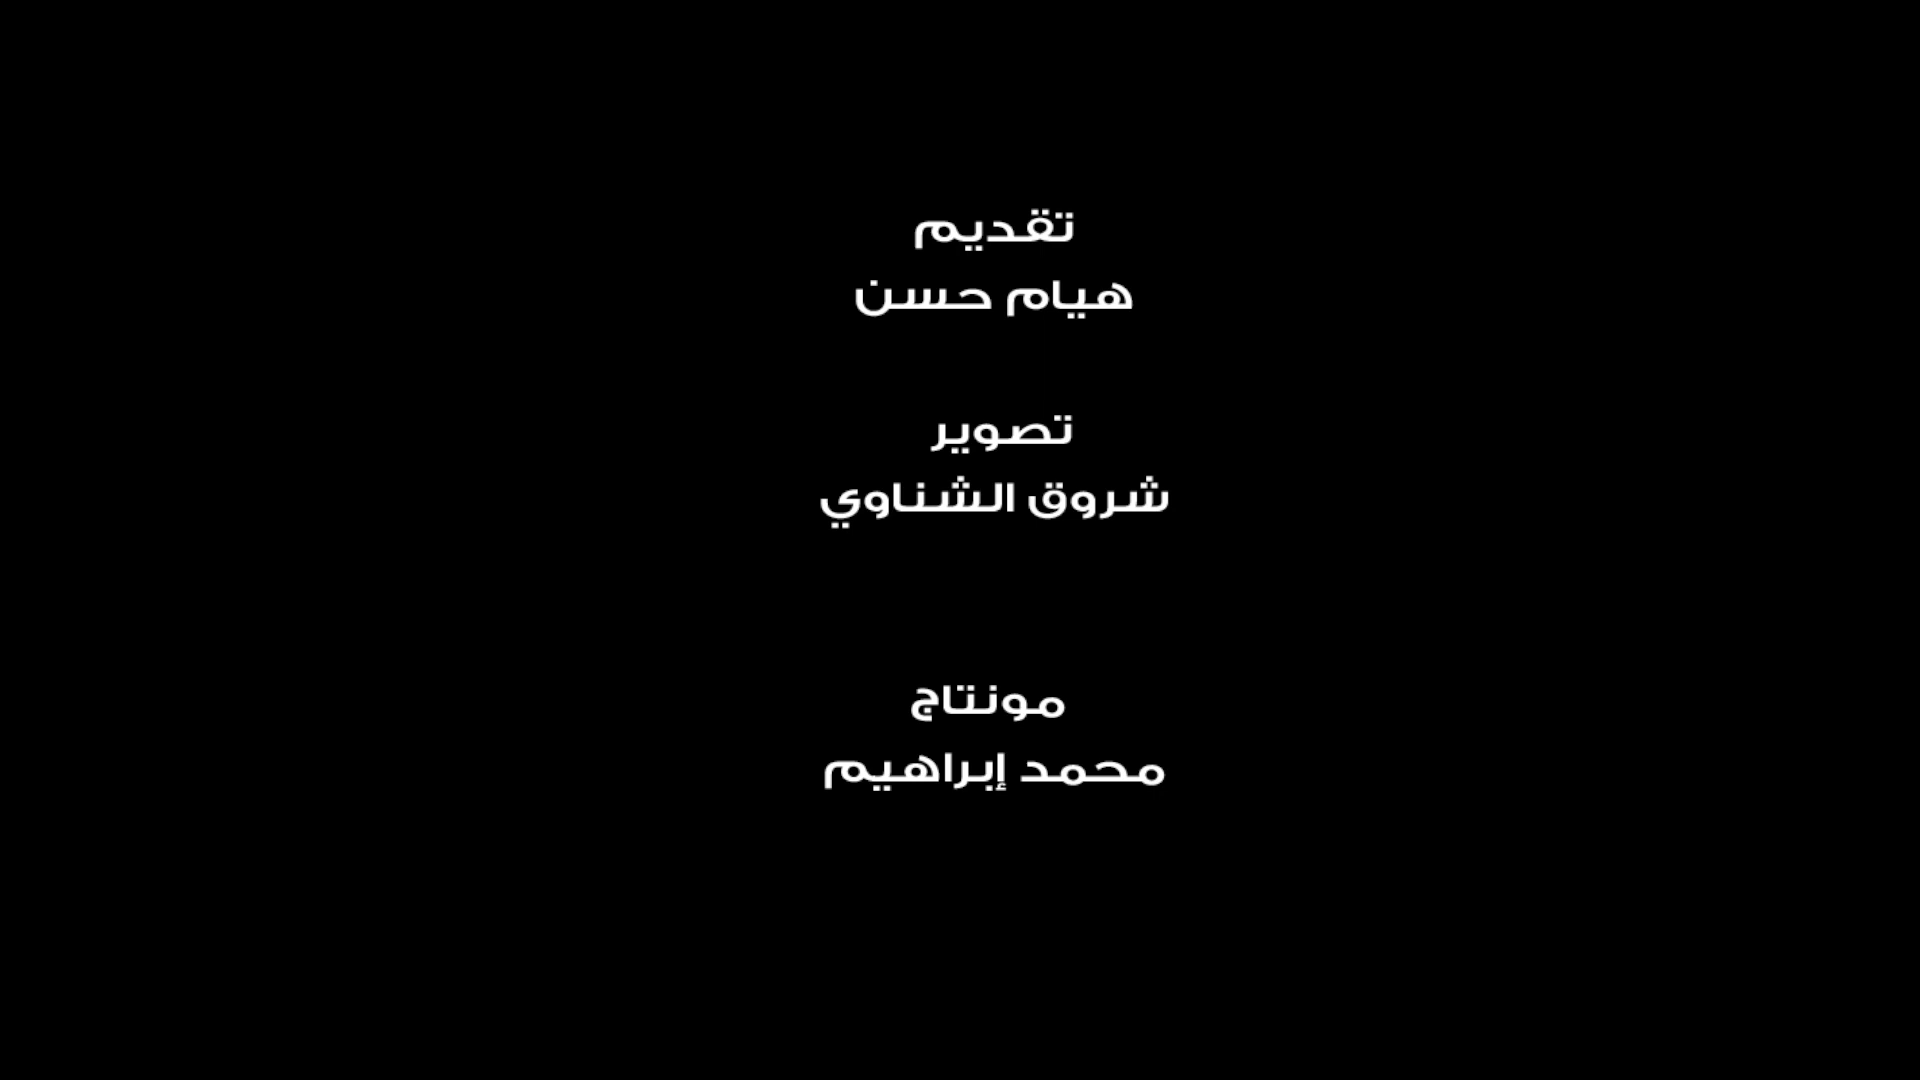 تقديم
هيام حسن
تصوير
شروق الشناوي
مونتاج
محمد إبراهيم